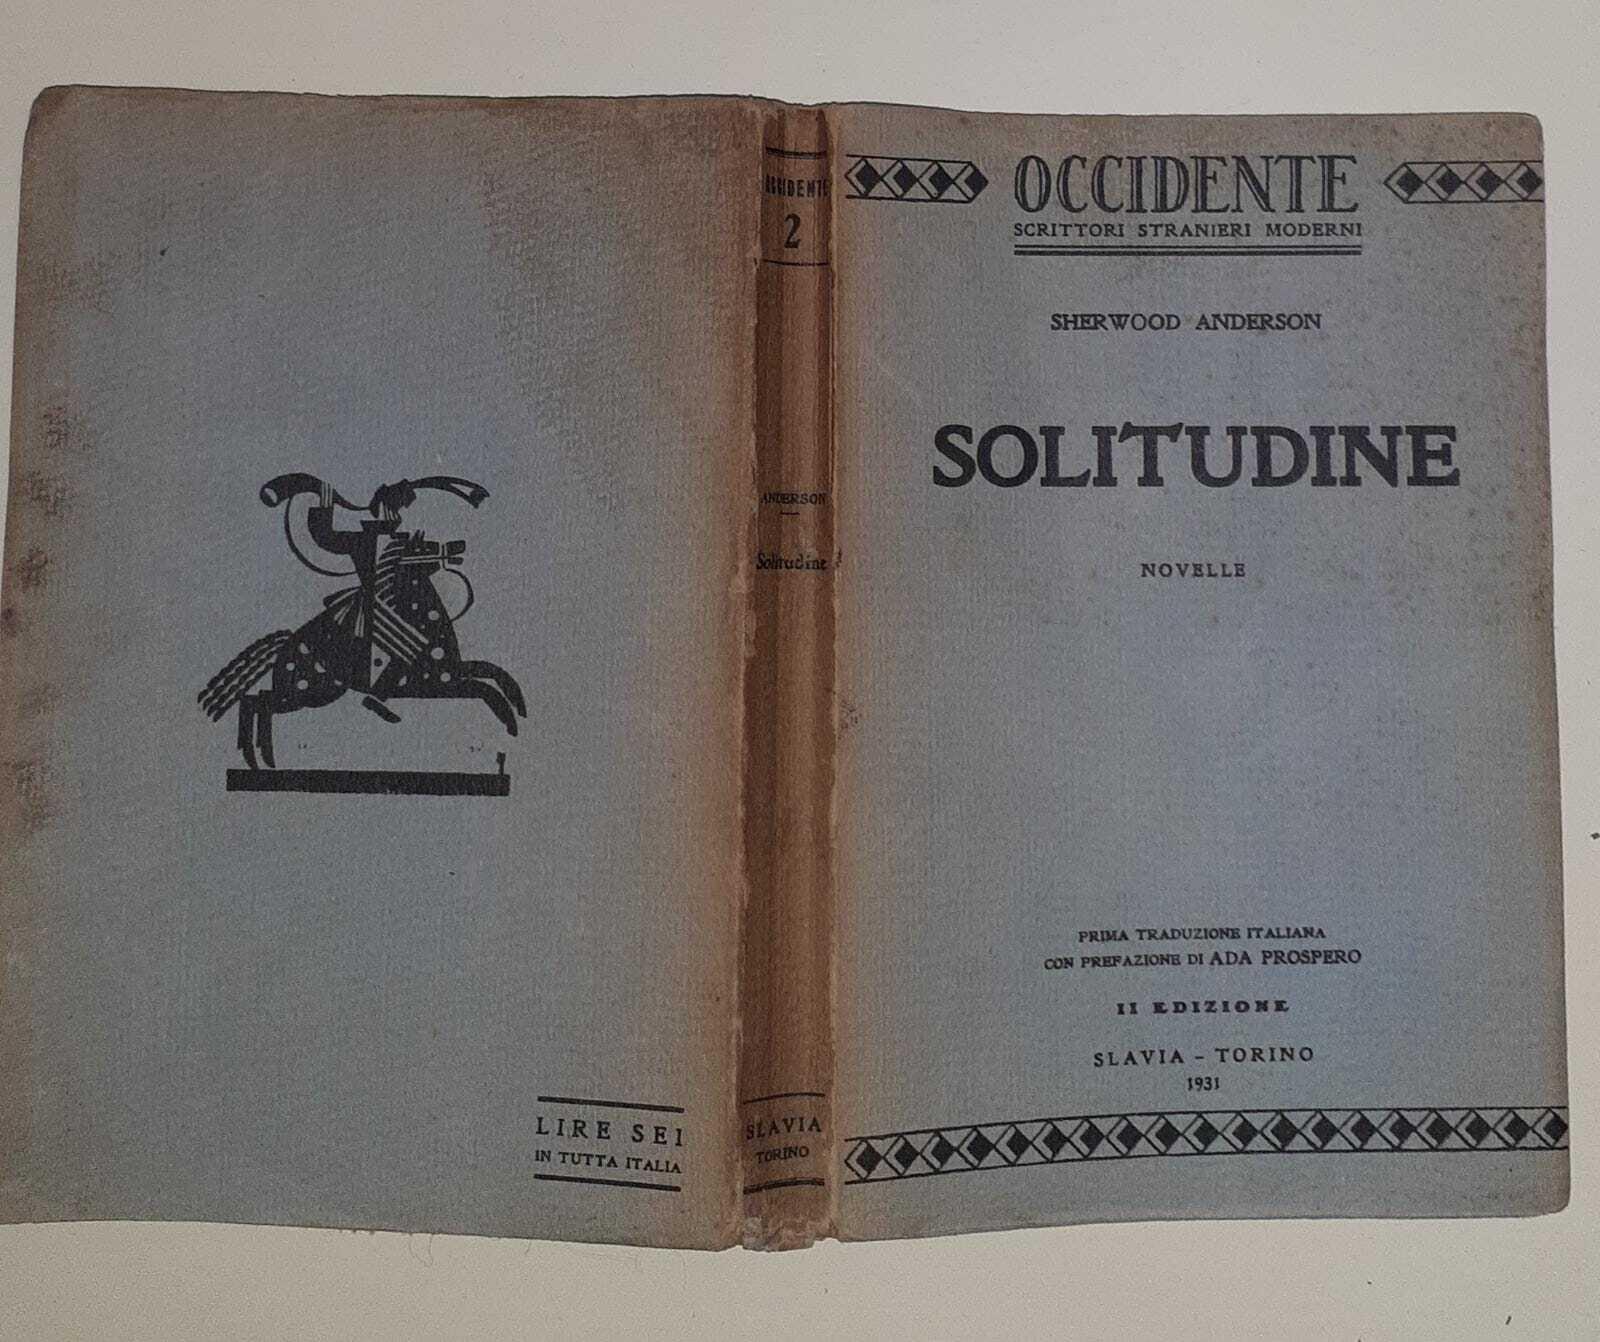 LIRE SEI
IN TUTTA ITALIA
OCCIDENTE
2
ANDERSON
Solitudine
SLAVIA
TORINO
OCCIDENTE
SCRITTORI STRANIERI MODERNI
SHERWOOD ANDERSON
SOLITUDINE
NOVELLE
PRIMA TRADUZIONE ITALIANA
CON PREFAZIONE DI ADA PROSPERO
II EDIZIONE
SLAVIA - TORINO
1931